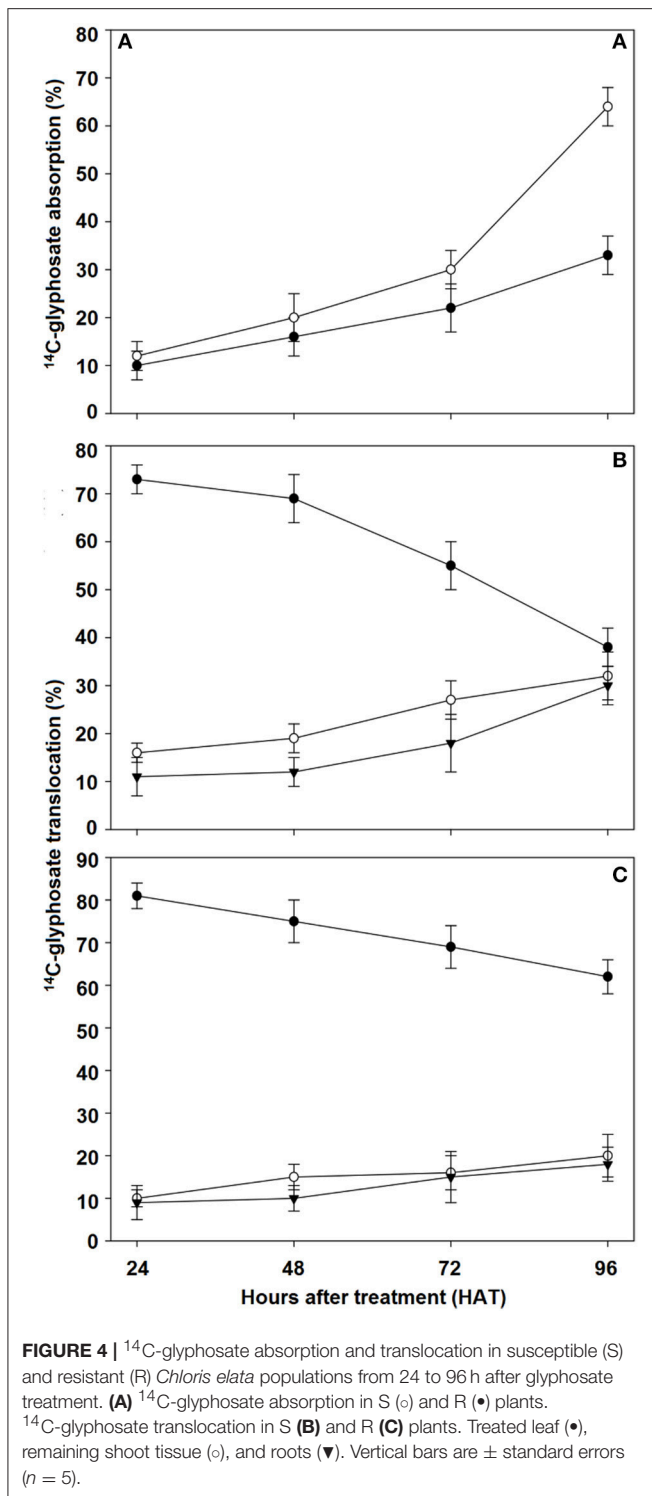 A A
80
70
60
50
40
30
20
10
0
¹⁴C-glyphosate absorption (%)
B
80
70
60
50
40
30
20
10
0
C
90
80
70
60
50
40
30
20
10
0
¹⁴C-glyphosate translocation (%)
24 48 72 96
Hours after treatment (HAT)
FIGURE 4 | ¹⁴C-glyphosate absorption and translocation in susceptible (S)
and resistant (R) Chloris elata populations from 24 to 96 h after glyphosate
treatment. (A) ¹⁴C-glyphosate absorption in S (○) and R (●) plants.
¹⁴C-glyphosate translocation in S (B) and R (C) plants. Treated leaf (●),
remaining shoot tissue (○), and roots (▼). Vertical bars are ± standard errors
(n = 5).